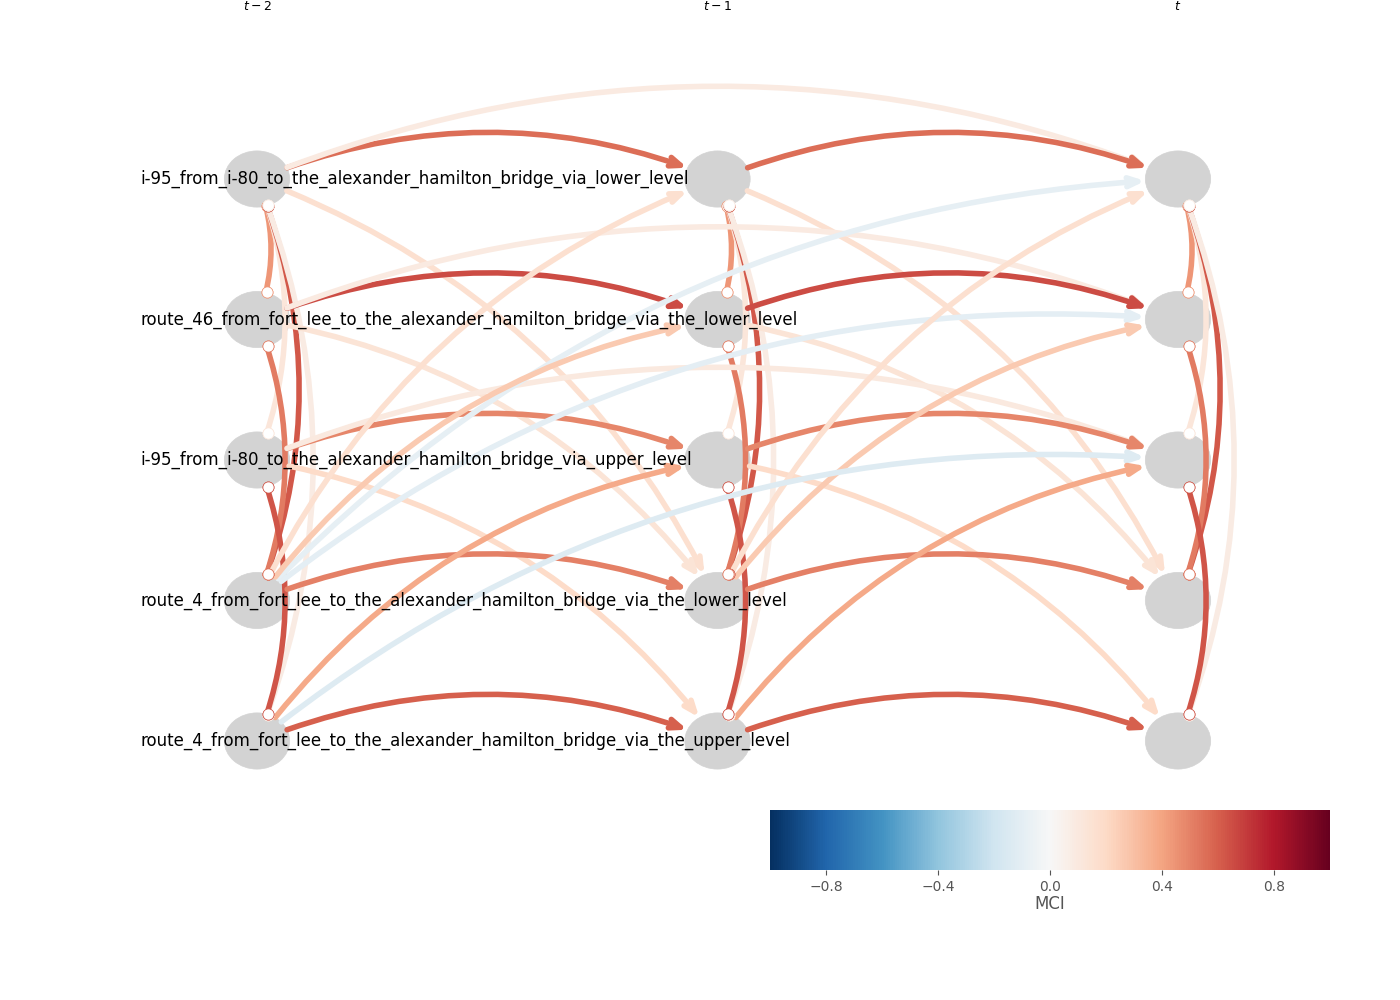 t − 2 t − 1 t
i-95_from_i-80_to_the_alexander_hamilton_bridge_via_lower_level
route_46_from_fort_lee_to_the_alexander_hamilton_bridge_via_the_lower_level
i-95_from_i-80_to_the_alexander_hamilton_bridge_via_upper_level
route_4_from_fort_lee_to_the_alexander_hamilton_bridge_via_the_lower_level
route_4_from_fort_lee_to_the_alexander_hamilton_bridge_via_the_upper_level
−0.8 −0.4 0.0 0.4 0.8
MCI